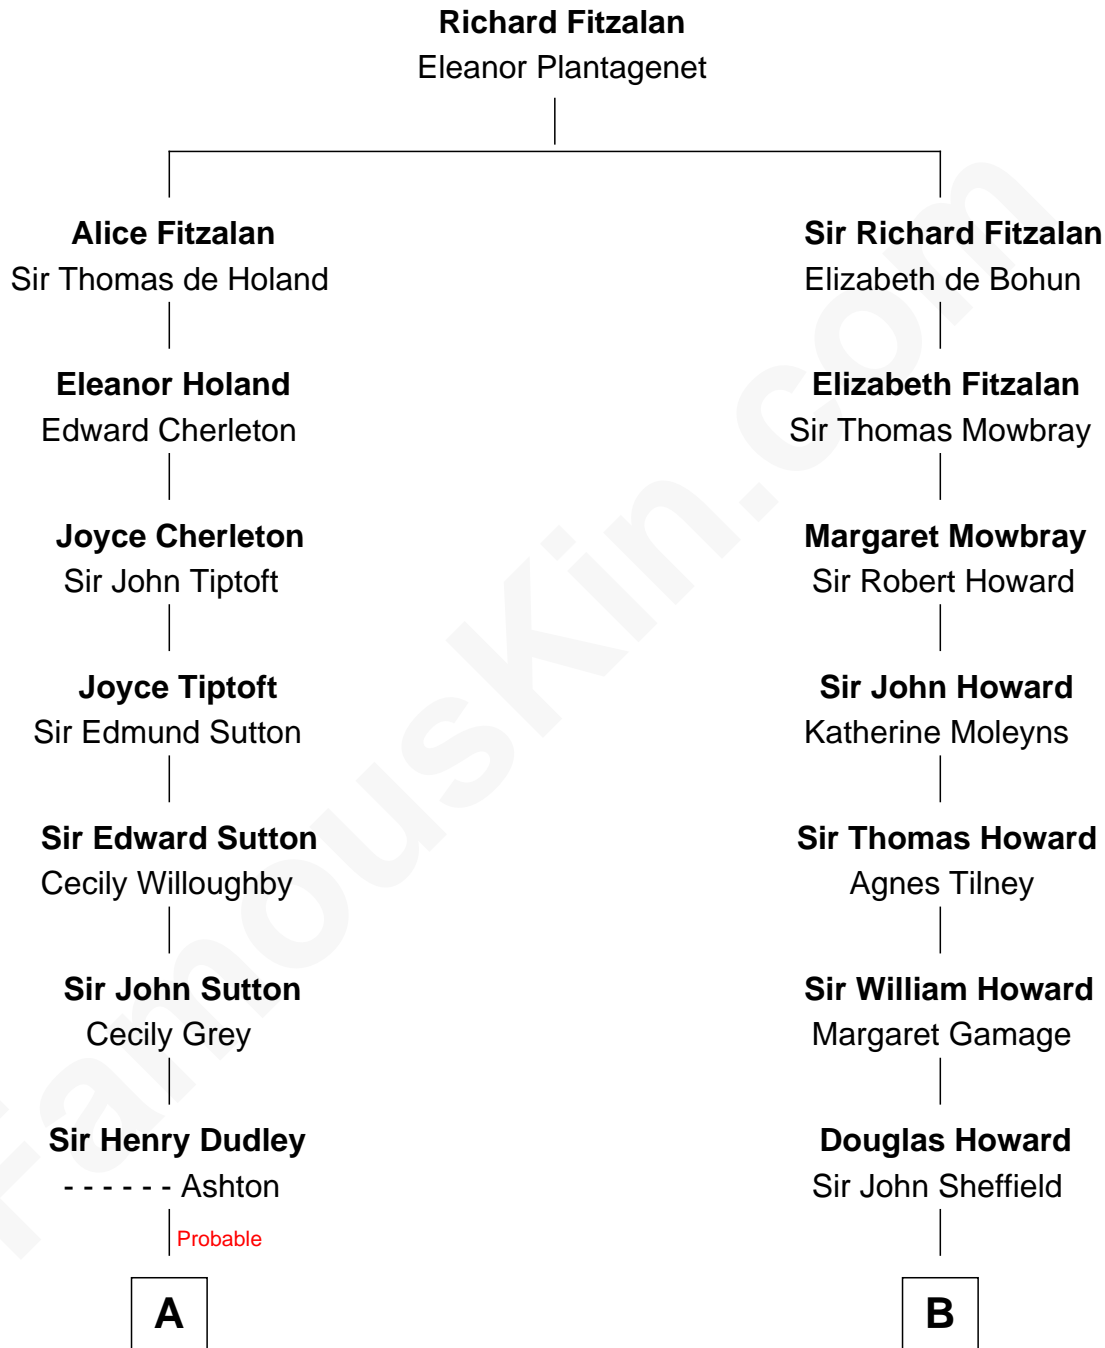 Richard Fitzalan
Eleanor Plantagenet
Alice Fitzalan
Sir Thomas de Holand
Sir Richard Fitzalan
Elizabeth de Bohun
Eleanor Holand
Edward Cherleton
Elizabeth Fitzalan
Sir Thomas Mowbray
Joyce Cherleton
Sir John Tiptoft
Margaret Mowbray
Sir Robert Howard
Joyce Tiptoft
Sir Edmund Sutton
Sir John Howard
Katherine Moleyns
Sir Edward Sutton
Cecily Willoughby
Sir Thomas Howard
Agnes Tilney
Sir John Sutton
Cecily Grey
Sir William Howard
Margaret Gamage
Sir Henry Dudley
- - - - - - Ashton
Douglas Howard
Sir John Sheffield
Probable
A
B
FamousKin.com